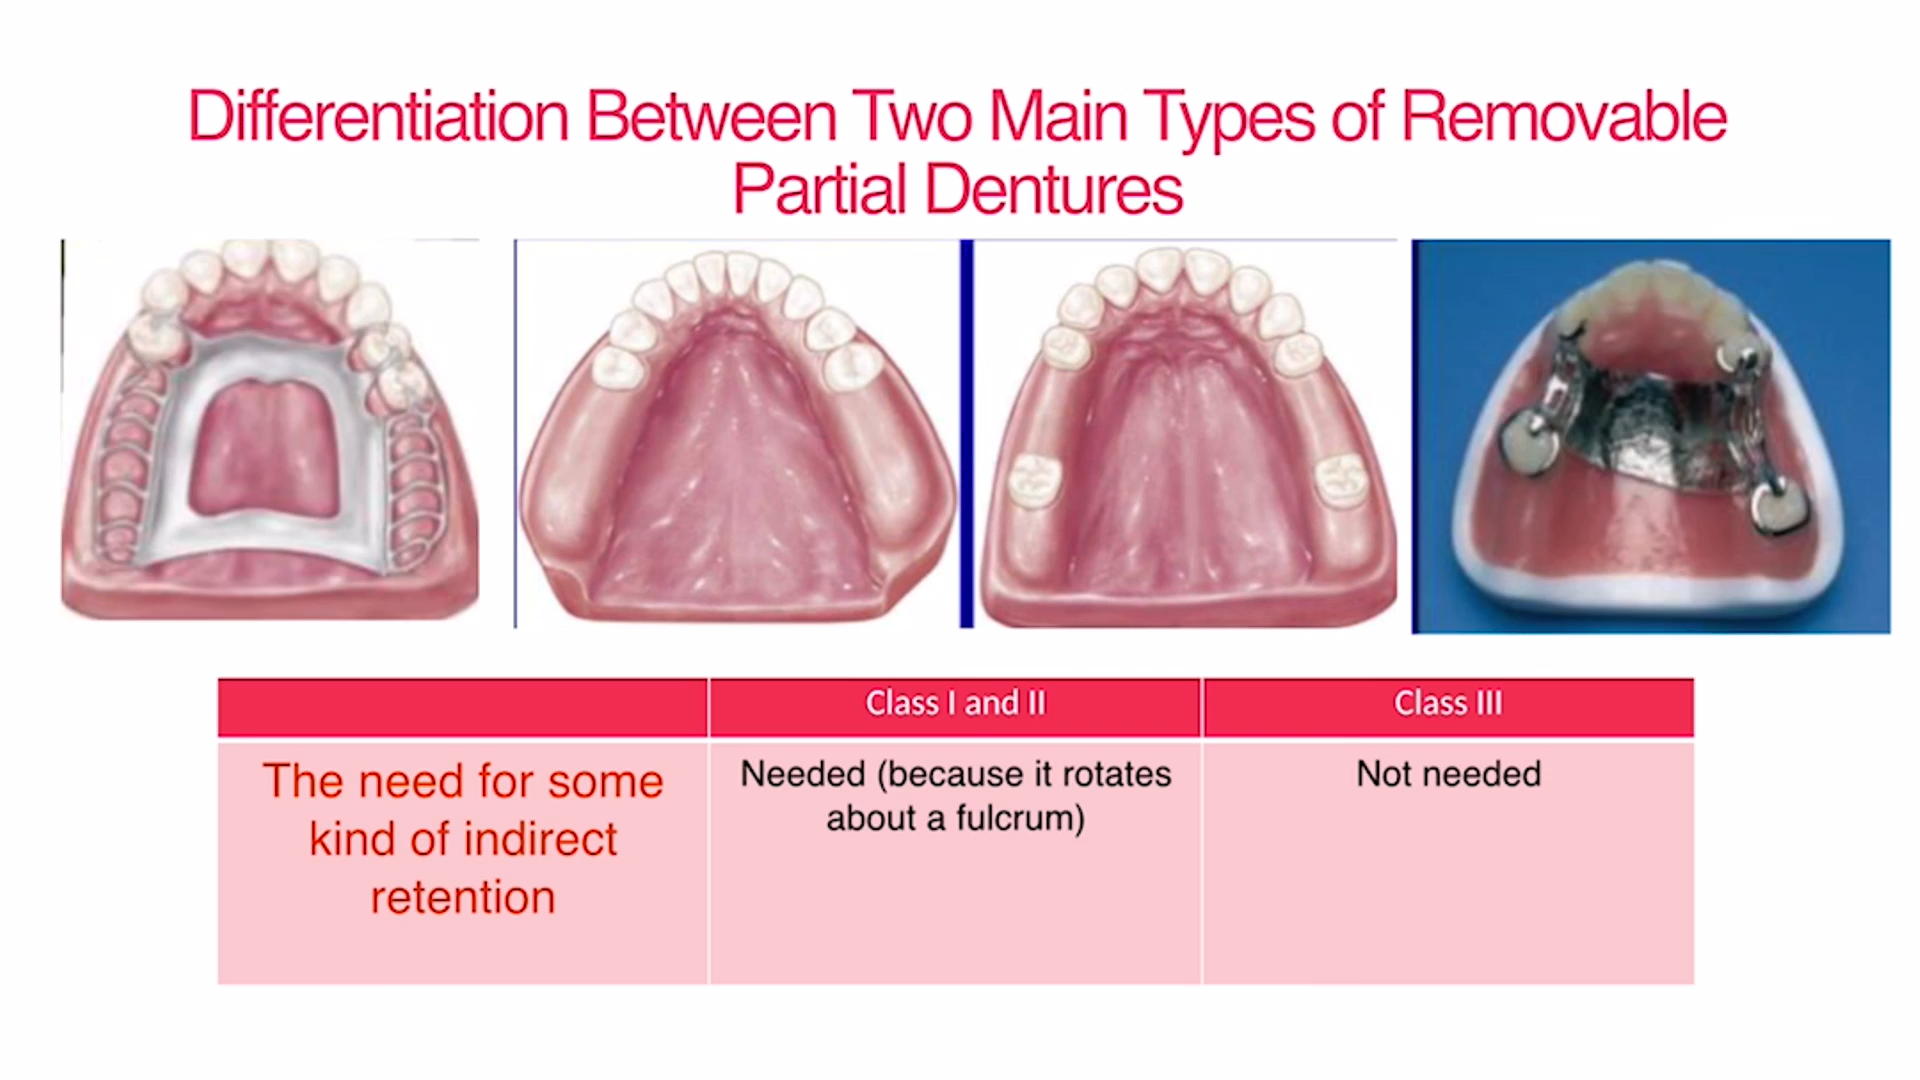 Differentiation Between Two Main Types of Removable
Partial Dentures
Class I and II
Class III
The need for some
kind of indirect
retention
Needed (because it rotates
about a fulcrum)
Not needed